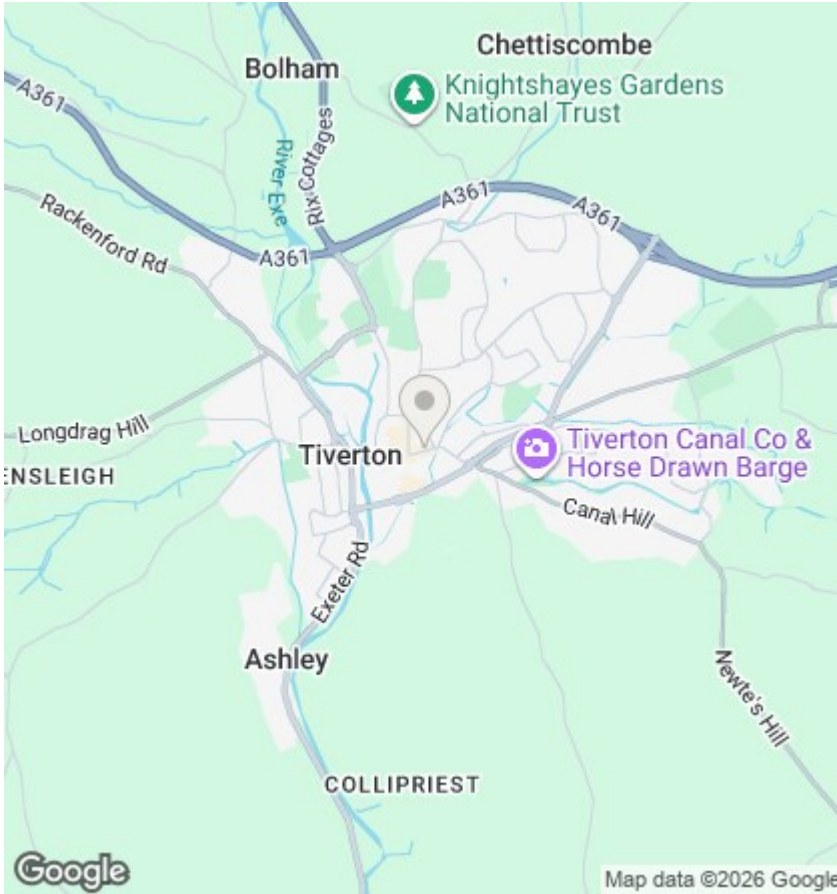 Chettiscombe
Bolham
Knightshayes Gardens
National Trust
A361
River Exe
Rix Cottages
A361
A361
Rackenford Rd
A361
Longdrag Hill
Tiverton
Tiverton Canal Co &
Horse Drawn Barge
ENSLEIGH
Canal Hill
Exeter Rd
Ashley
Newte's Hill
COLLIPRIEST
Google
Map data ©2026 Google